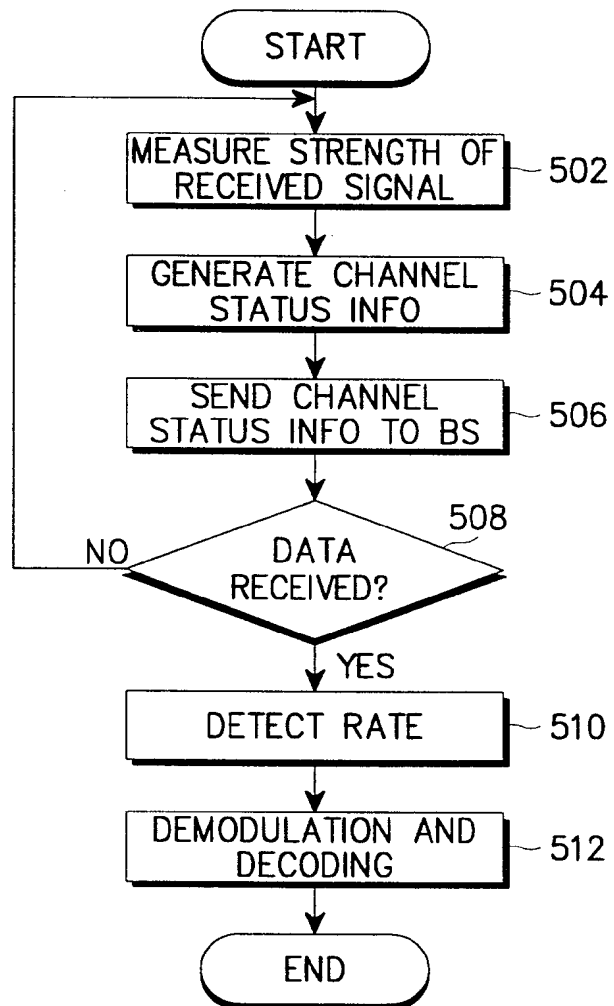 START
MEASURE STRENGTH OF
RECEIVED SIGNAL
502
GENERATE CHANNEL
STATUS INFO
504
SEND CHANNEL
STATUS INFO TO BS
506
508
NO
DATA
RECEIVED?
YES
DETECT RATE
510
DEMODULATION AND
DECODING
512
END